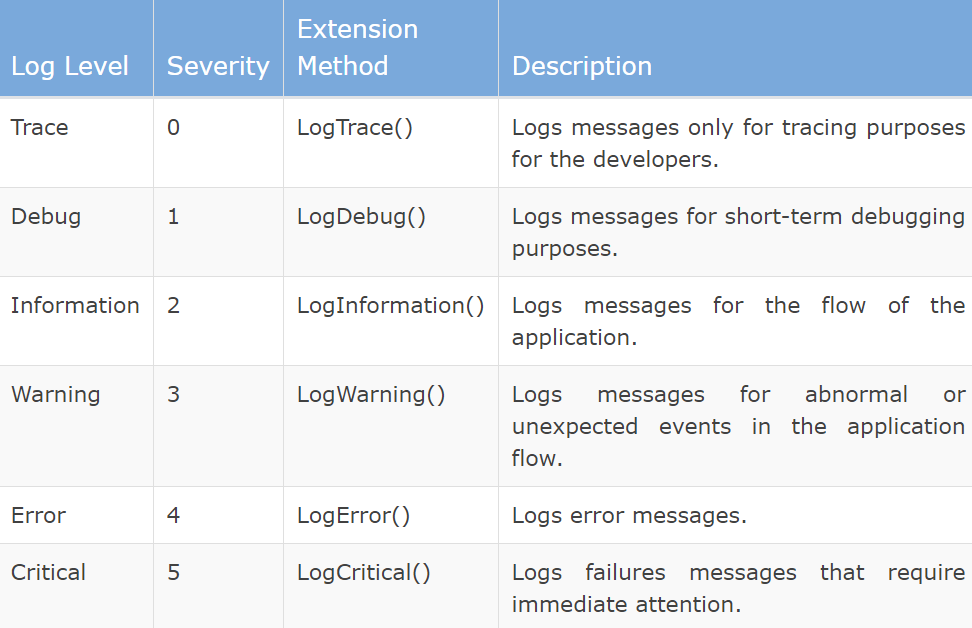 Log Level Severity Extension Method Description
Trace 0 LogTrace() Logs messages only for tracing purposes
for the developers.
Debug 1 LogDebug() Logs messages for short-term debugging
purposes.
Information 2 LogInformation() Logs messages for the flow of the
application.
Warning 3 LogWarning() Logs messages for abnormal or
unexpected events in the application
flow.
Error 4 LogError() Logs error messages.
Critical 5 LogCritical() Logs failures messages that require
immediate attention.